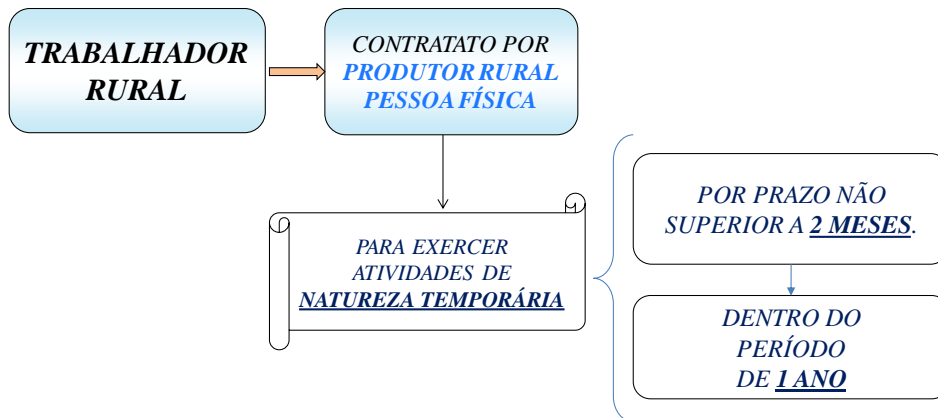 TRABALHADOR
RURAL
CONTRATATO POR
PRODUTOR RURAL
PESSOA FÍSICA
PARA EXERCER
ATIVIDADES DE
NATUREZA TEMPORÁRIA
POR PRAZO NÃO
SUPERIOR A 2 MESES.
DENTRO DO
PERÍODO
DE 1 ANO